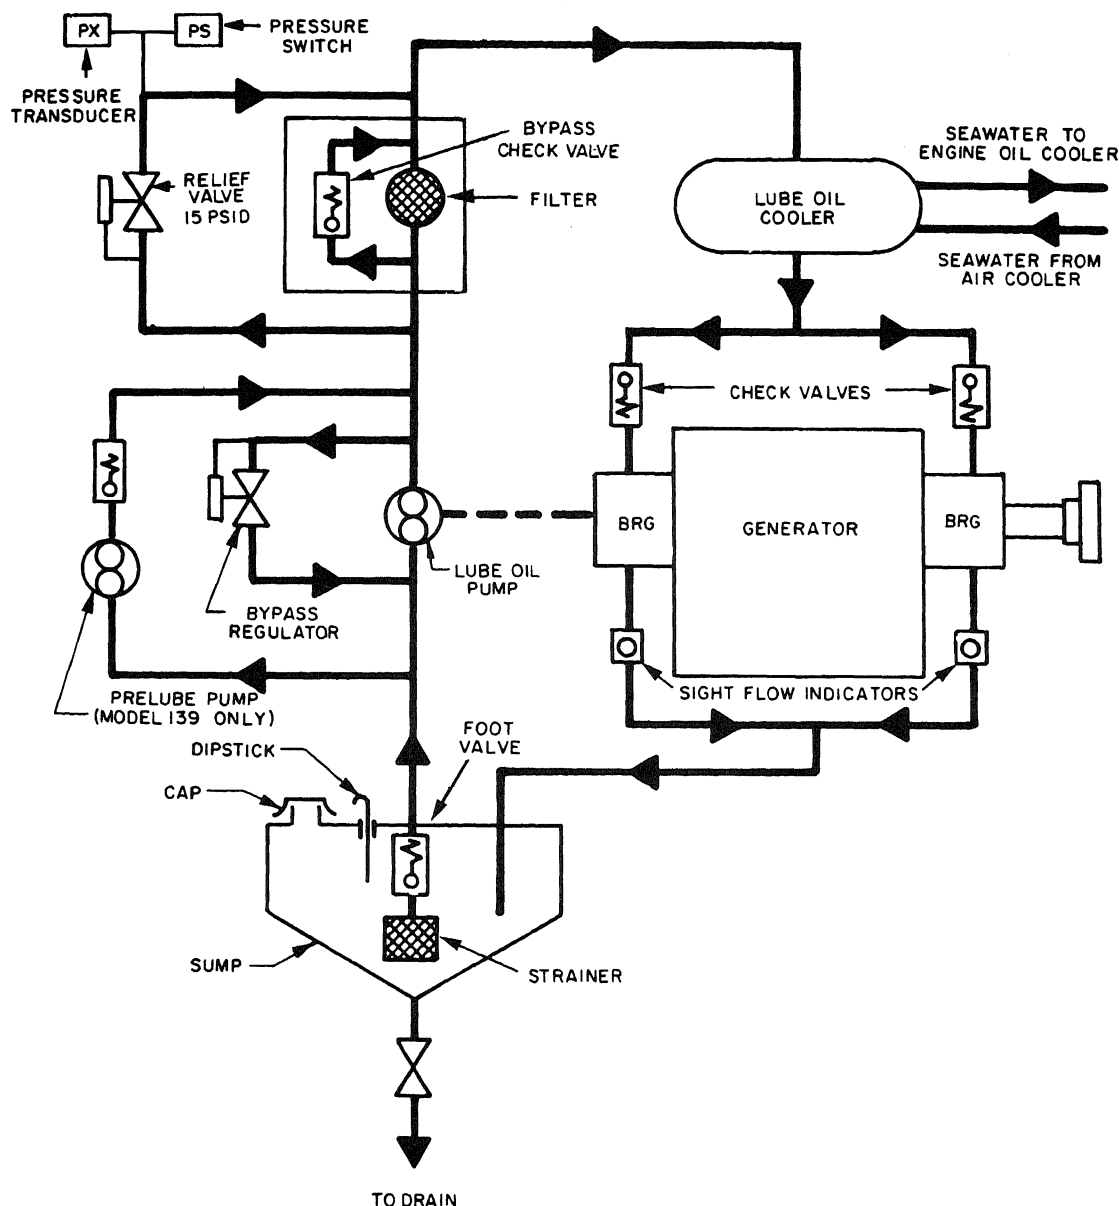 PX
PS
PRESSURE
SWITCH
PRESSURE
TRANSDUCER
BYPASS
CHECK VALVE
SEAWATER TO
ENGINE OIL COOLER
RELIEF
VALVE
15 PSID
FILTER
LUBE OIL
COOLER
SEAWATER FROM
AIR COOLER
CHECK VALVES
BRG
GENERATOR
BRG
LUBE OIL
PUMP
BYPASS
REGULATOR
PRELUBE PUMP
(MODEL 139 ONLY)
SIGHT FLOW INDICATORS
FOOT
VALVE
DIPSTICK
CAP
SUMP
STRAINER
TO DRAIN